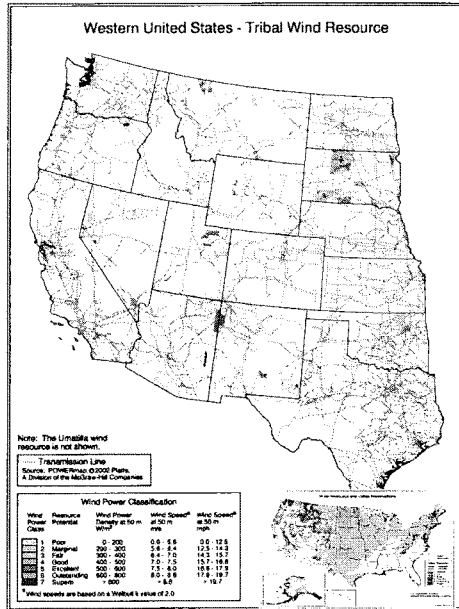 Western United States - Tribal Wind Resource
Note: The Umatilla wind
resource is not shown.
Transmission Line
Source: POWERmap, ©2002 Platts,
A Division of the McGraw-Hill Companies
Wind Power Classification
Wind Power Class
Resource Potential
Wind Power Density at 50 m W/m²
Wind Speedª at 50 m m/s
Wind Speedª at 50 m mph
1 Poor 0 - 200 0.0 - 5.6 0.0 - 12.5
2 Marginal 200 - 300 5.6 - 6.4 12.5 - 14.3
3 Fair 300 - 400 6.4 - 7.0 14.3 - 15.7
4 Good 400 - 500 7.0 - 7.5 15.7 - 16.8
5 Excellent 500 - 600 7.5 - 8.0 16.8 - 17.9
6 Outstanding 600 - 800 8.0 - 8.8 17.9 - 19.7
7 Superb > 800 > 8.8 > 19.7
ª Wind speeds are based on a Weibull k value of 2.0